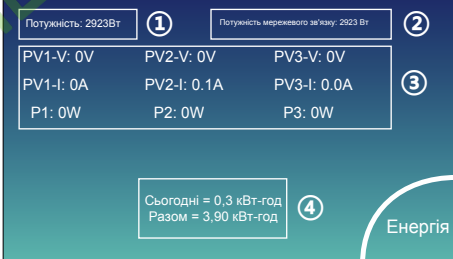 Потужність: 2923Вт ① Потужність мережевого зв'язку: 2923 Вт ②
PV1-V: 0V PV2-V: 0V PV3-V: 0V
PV1-I: 0A PV2-I: 0.1A PV3-I: 0.0A ③
P1: 0W P2: 0W P3: 0W
Сьогодні = 0,3 кВт-год
Разом = 3,90 кВт-год ④
Енергія